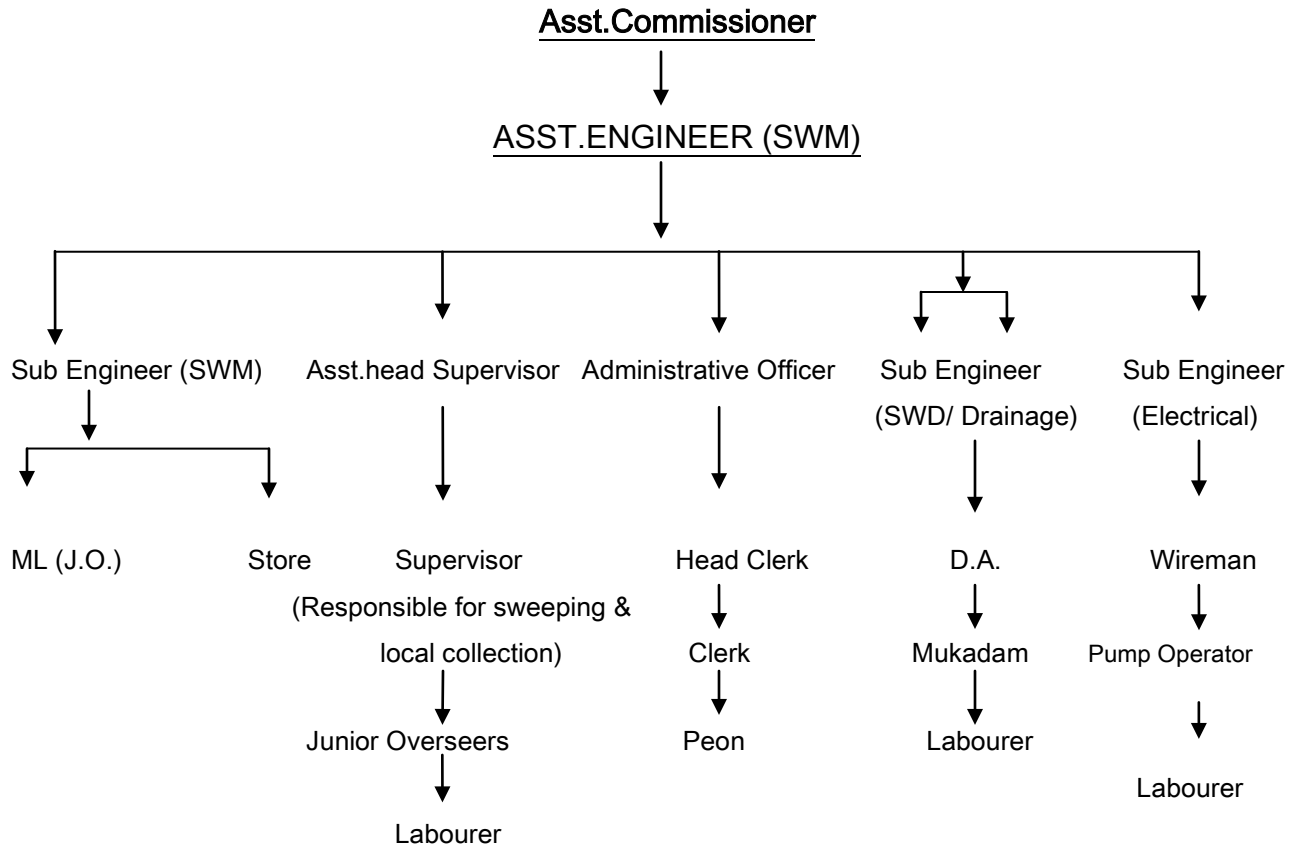 Asst.Commissioner
ASST.ENGINEER (SWM)
Sub Engineer (SWM) Asst.head Supervisor Administrative Officer Sub Engineer Sub Engineer
(SWD/ Drainage) (Electrical)
ML (J.O.) Store Supervisor Head Clerk D.A. Wireman
(Responsible for sweeping &
local collection) Clerk Mukadam Pump Operator
Junior Overseers Peon Labourer
Labourer
Labourer